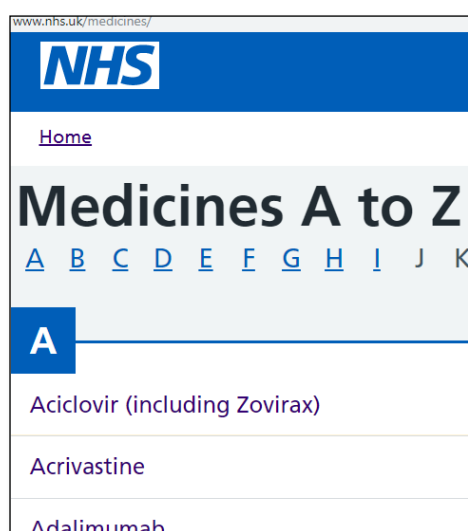 www.nhs.uk/medicines/
NHS
Home
Medicines A to Z
A B C D E F G H I J K
A
Aciclovir (including Zovirax)
Acrivastine
Adalimumab